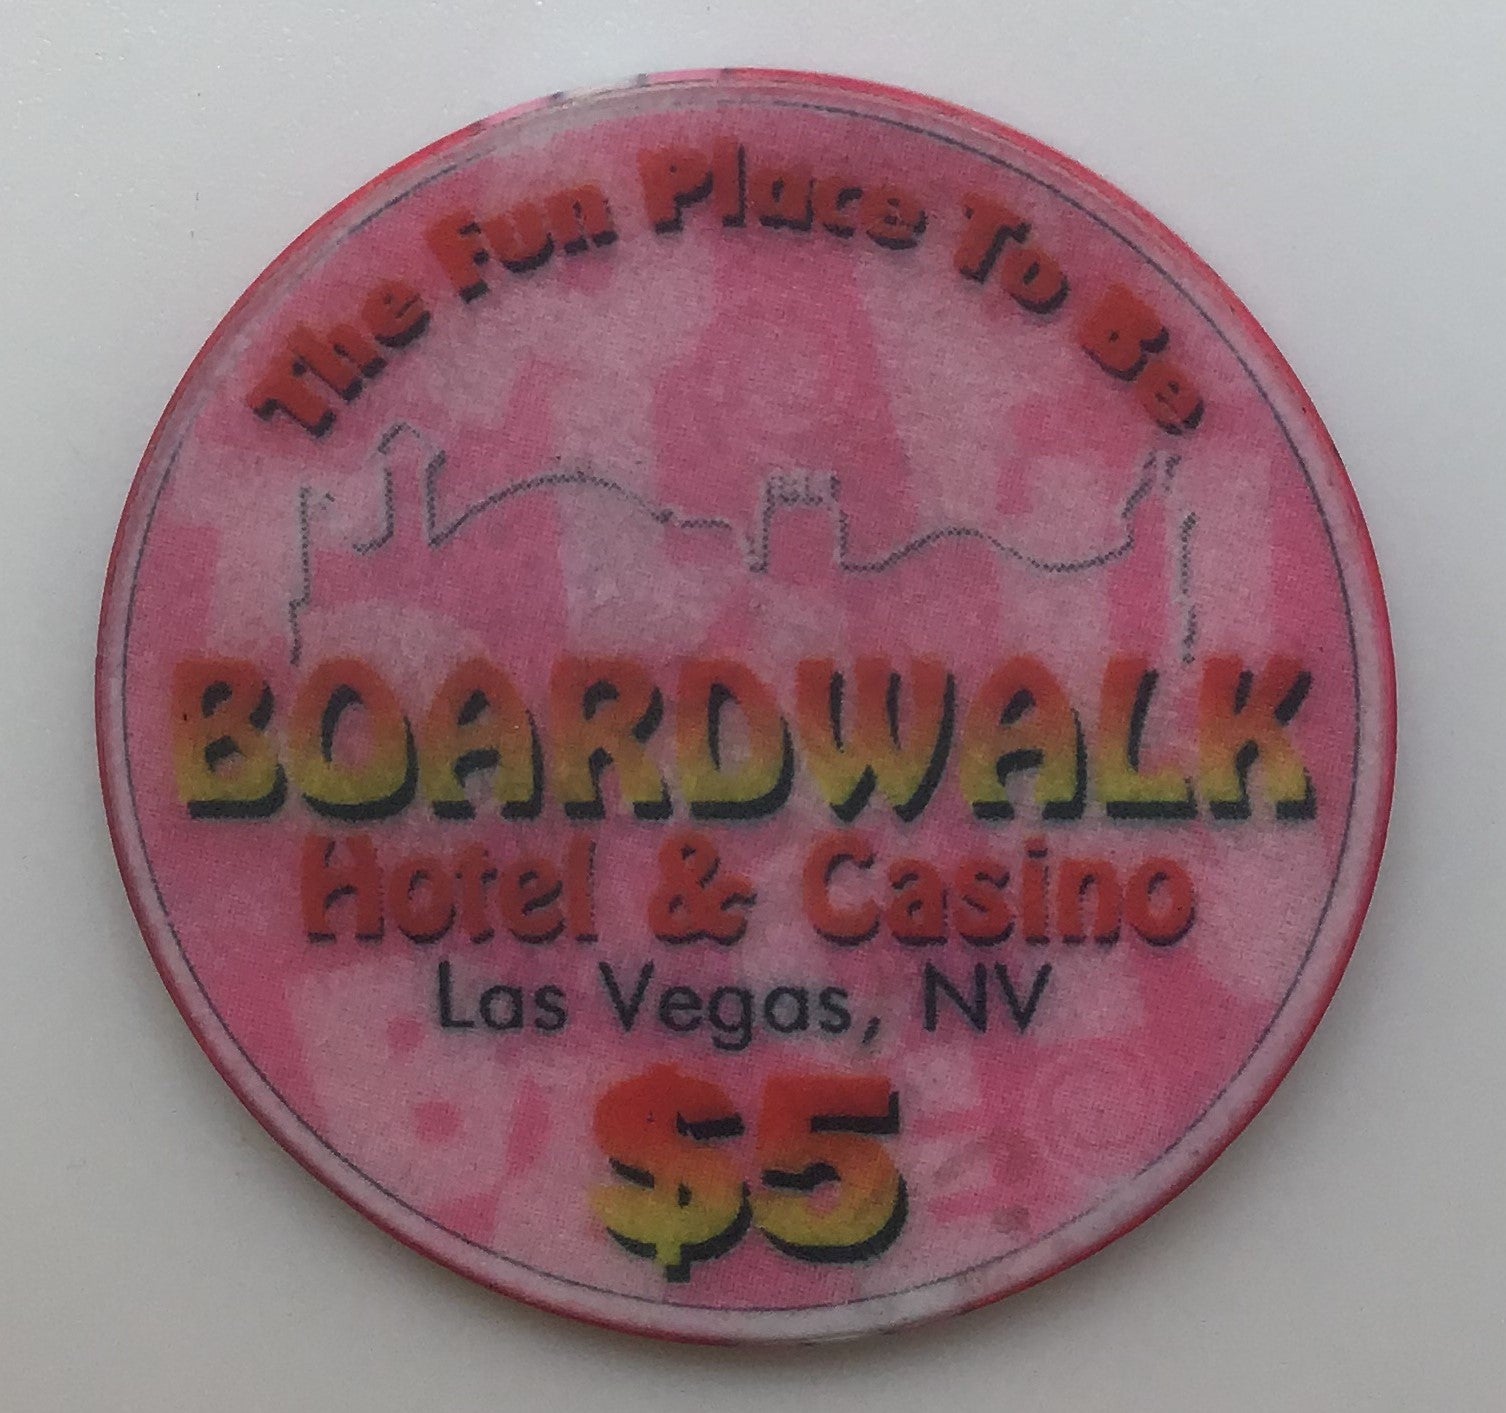 The Fun Place To Be
BOARDWALK
Hotel & Casino
Las Vegas, NV
$5